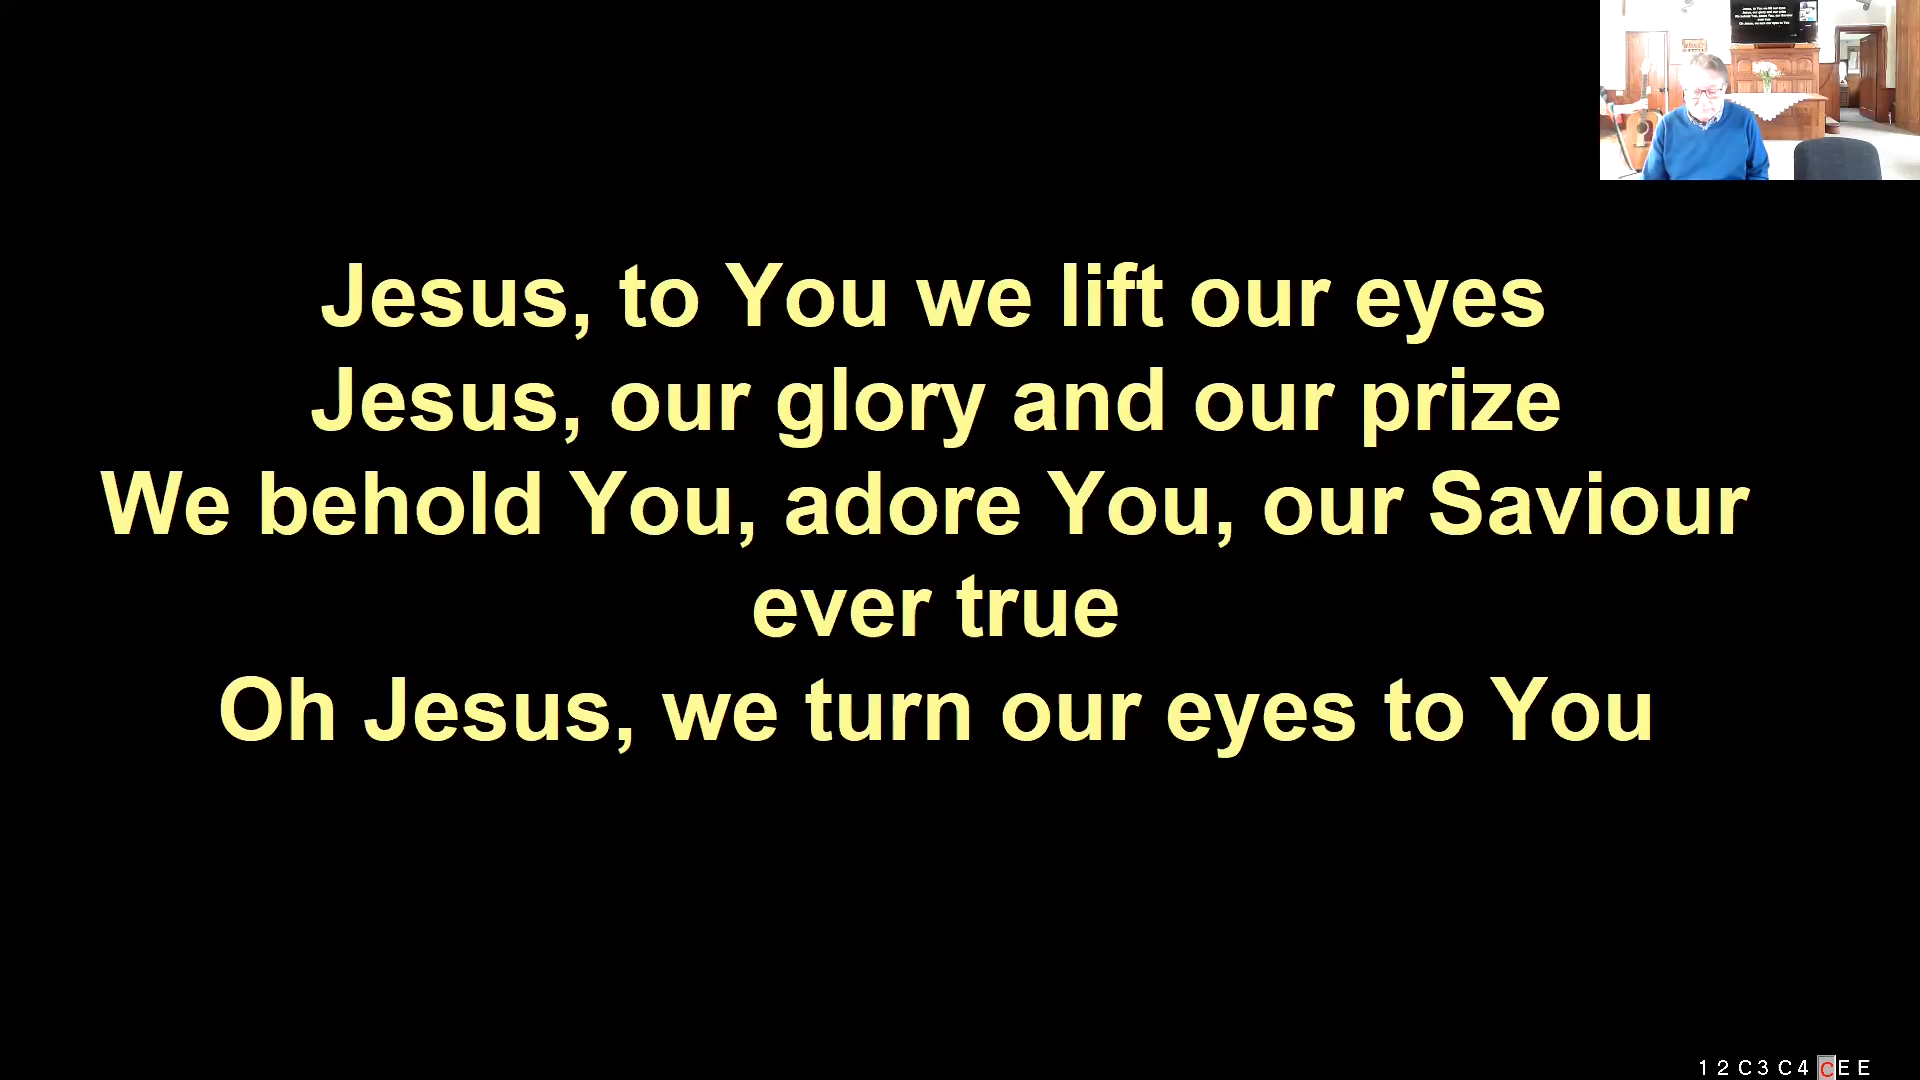 Jesus, to You we lift our eyes
Jesus, our glory and our prize
We behold You, adore You, our Saviour
ever true
Oh Jesus, we turn our eyes to You
1 2 C 3 C 4 C E E